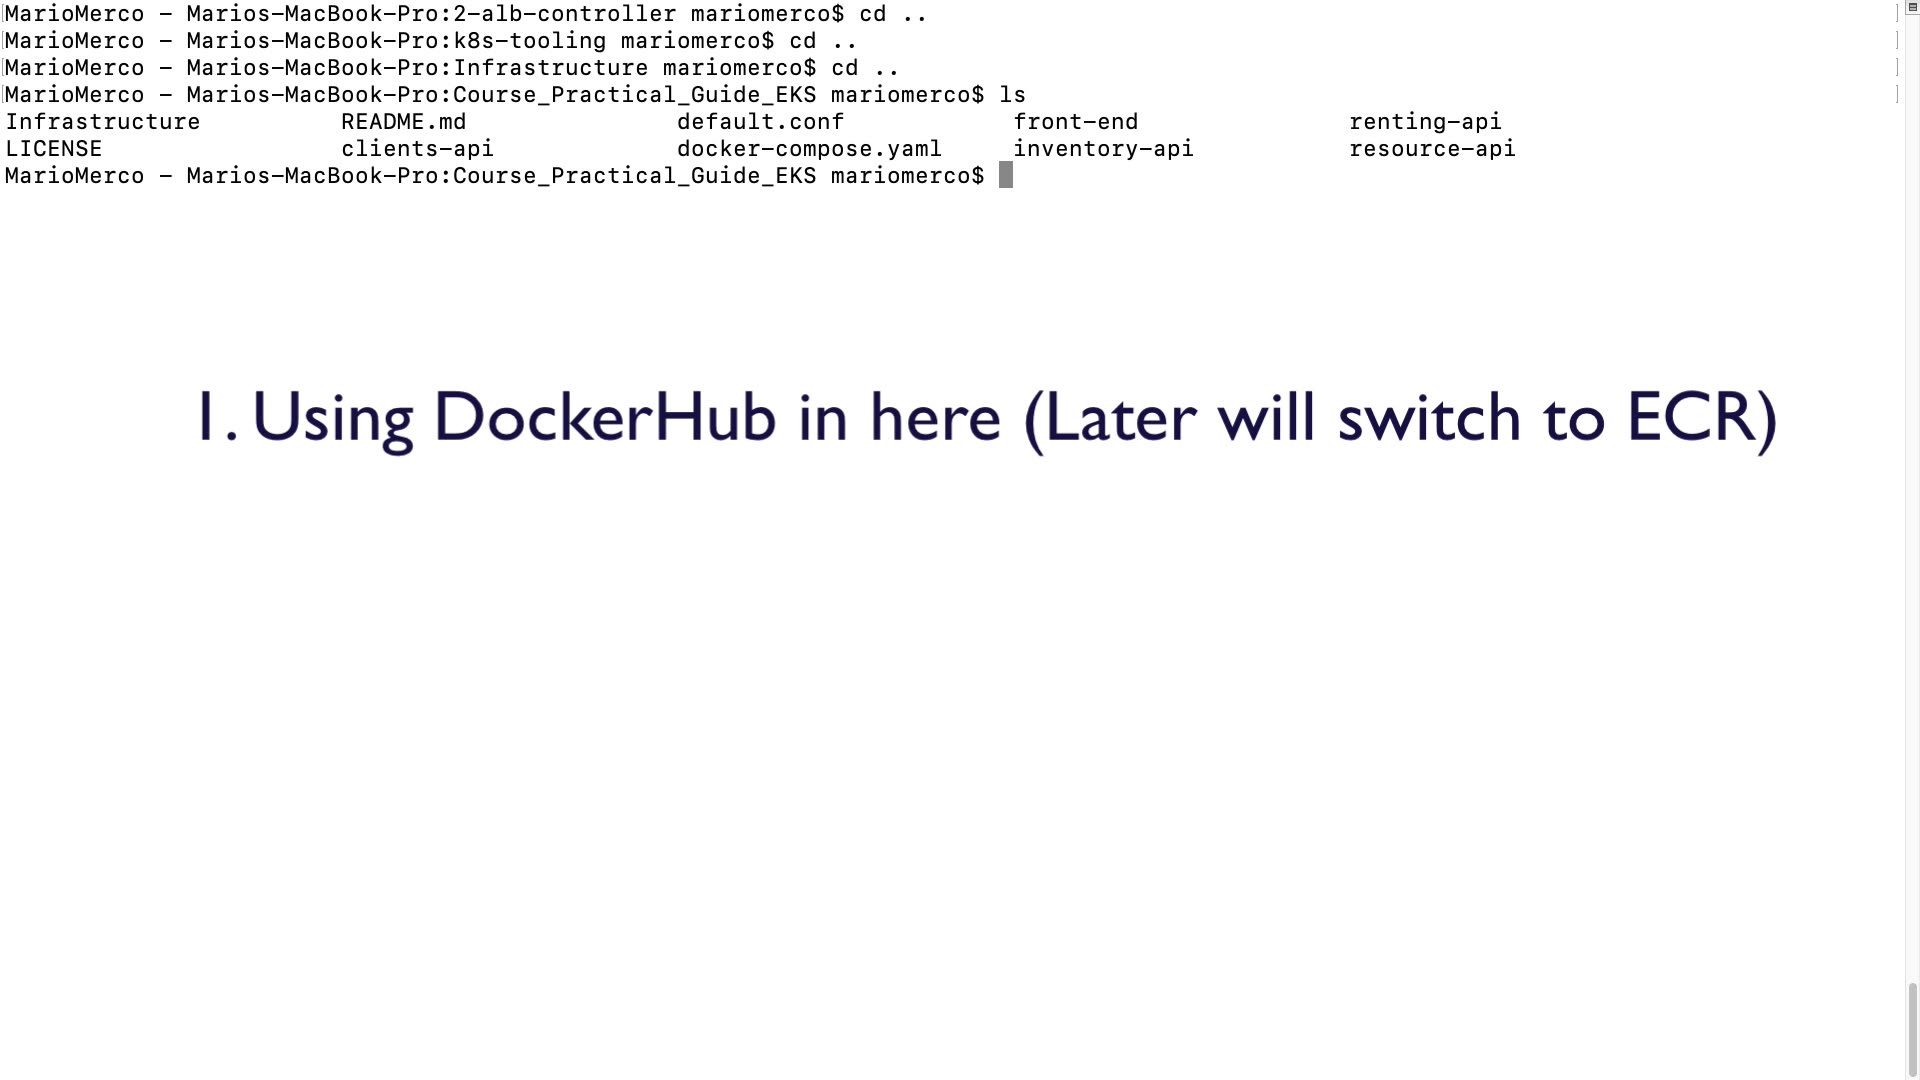 MarioMerco - Marios-MacBook-Pro:2-alb-controller mariomerco$ cd ..
MarioMerco - Marios-MacBook-Pro:k8s-tooling mariomerco$ cd ..
MarioMerco - Marios-MacBook-Pro:Infrastructure mariomerco$ cd ..
MarioMerco - Marios-MacBook-Pro:Course_Practical_Guide_EKS mariomerco$ ls
Infrastructure README.md default.conf front-end renting-api
LICENSE clients-api docker-compose.yaml inventory-api resource-api
MarioMerco - Marios-MacBook-Pro:Course_Practical_Guide_EKS mariomerco$
1. Using DockerHub in here (Later will switch to ECR)